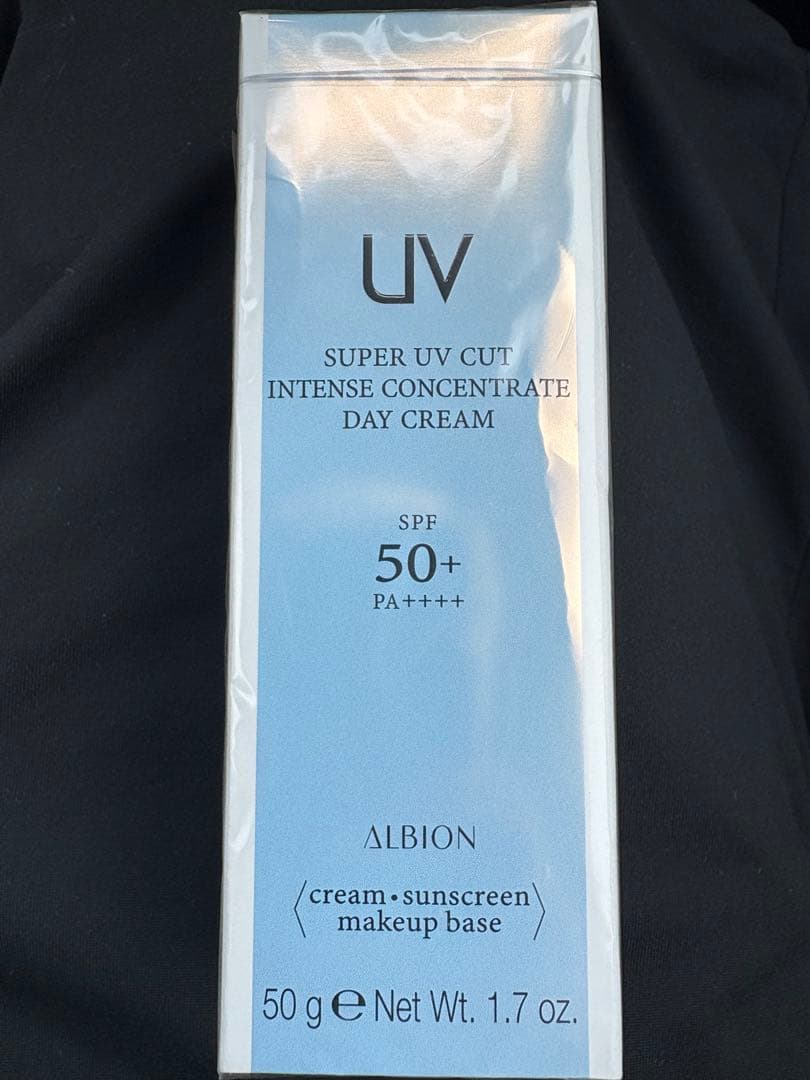 UV
SUPER UV CUT
INTENSE CONCENTRATE
DAY CREAM
SPF
50+
PA++++
ALBION
〈cream・sunscreen
makeup base〉
50 g ℮ Net Wt. 1.7 oz.